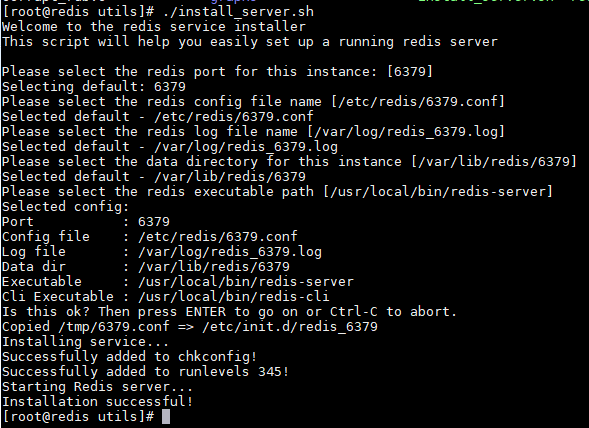 [root@redis utils]# ./install_server.sh
Welcome to the redis service installer
This script will help you easily set up a running redis server
Please select the redis port for this instance: [6379]
Selecting default: 6379
Please select the redis config file name [/etc/redis/6379.conf]
Selected default - /etc/redis/6379.conf
Please select the redis log file name [/var/log/redis_6379.log]
Selected default - /var/log/redis_6379.log
Please select the data directory for this instance [/var/lib/redis/6379]
Selected default - /var/lib/redis/6379
Please select the redis executable path [/usr/local/bin/redis-server]
Selected config:
Port           : 6379
Config file    : /etc/redis/6379.conf
Log file       : /var/log/redis_6379.log
Data dir       : /var/lib/redis/6379
Executable     : /usr/local/bin/redis-server
Cli Executable : /usr/local/bin/redis-cli
Is this ok? Then press ENTER to go on or Ctrl-C to abort.
Copied /tmp/6379.conf => /etc/init.d/redis_6379
Installing service...
Successfully added to chkconfig!
Successfully added to runlevels 345!
Starting Redis server...
Installation successful!
[root@redis utils]#